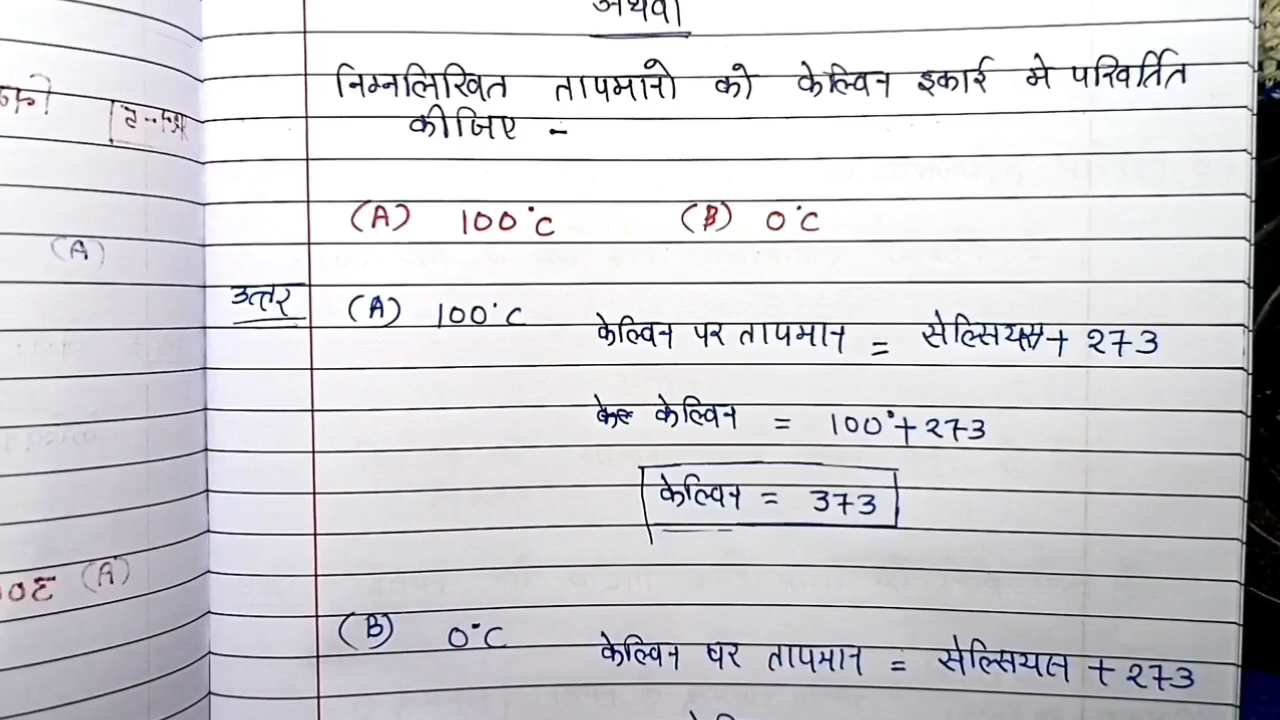 अथवा
निम्नलिखित तापमानो को केल्विन इकाई मे परिवर्तित
कीजिए -
(A) 100°C (B) 0°C
(A)
उत्तर (A) 100°C केल्विन पर तापमान = सेल्सियस + 273
केल्विन = 100° + 273
केल्विन = 373
(A)
(B) 0°C केल्विन पर तापमान = सेल्सियस + 273